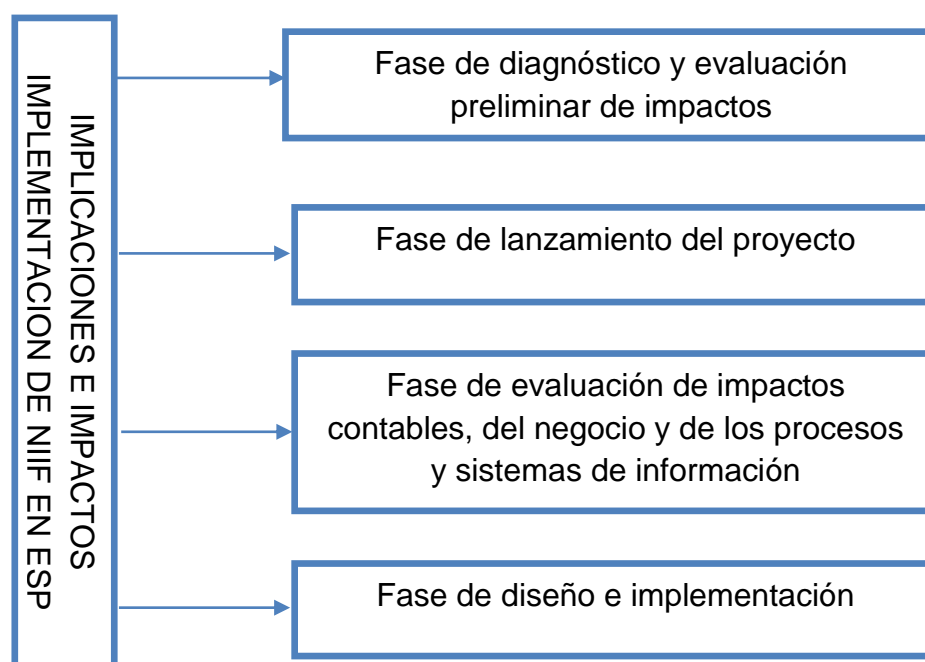 IMPLICACIONES E IMPACTOS
IMPLEMENTACION DE NIIF EN ESP
Fase de diagnóstico y evaluación
preliminar de impactos
Fase de lanzamiento del proyecto
Fase de evaluación de impactos
contables, del negocio y de los procesos
y sistemas de información
Fase de diseño e implementación